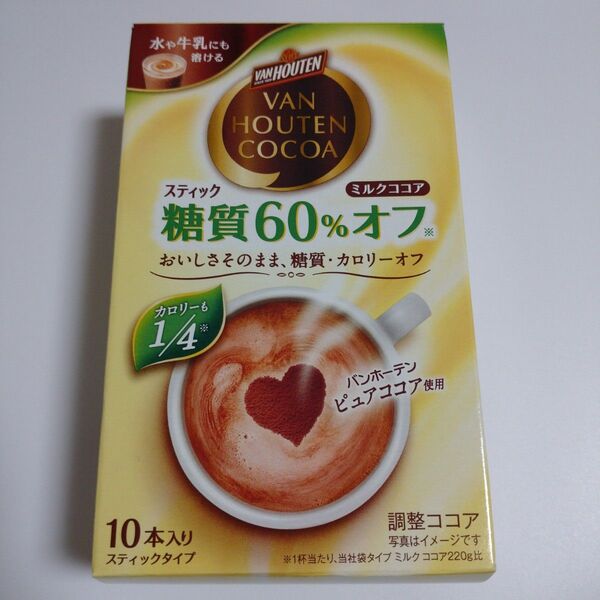 水や牛乳にも
溶ける
VAN HOUTEN
VAN
HOUTEN
COCOA
スティック
ミルクココア
糖質60%オフ※
おいしさそのまま、糖質・カロリーオフ
カロリーも
1/4※
バンホーテン
ピュアココア使用
10本入り
スティックタイプ
調整ココア
写真はイメージです
※1杯当たり、当社袋タイプ ミルク ココア220g比